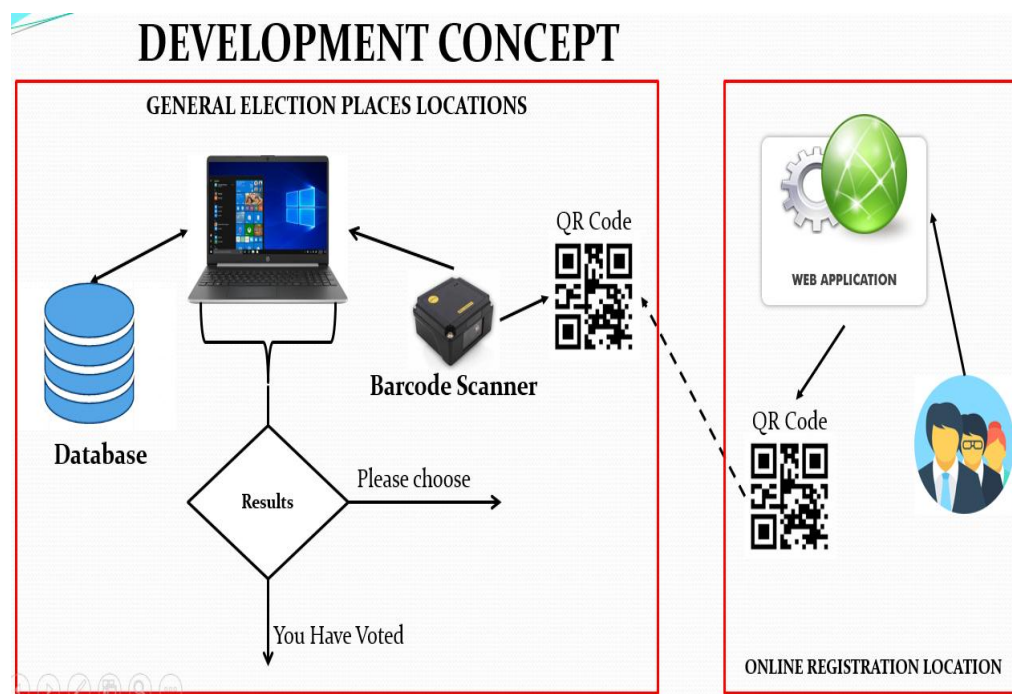 DEVELOPMENT CONCEPT
GENERAL ELECTION PLACES LOCATIONS
QR Code
Barcode Scanner
Database
Results
Please choose
You Have Voted
WEB APPLICATION
QR Code
ONLINE REGISTRATION LOCATION